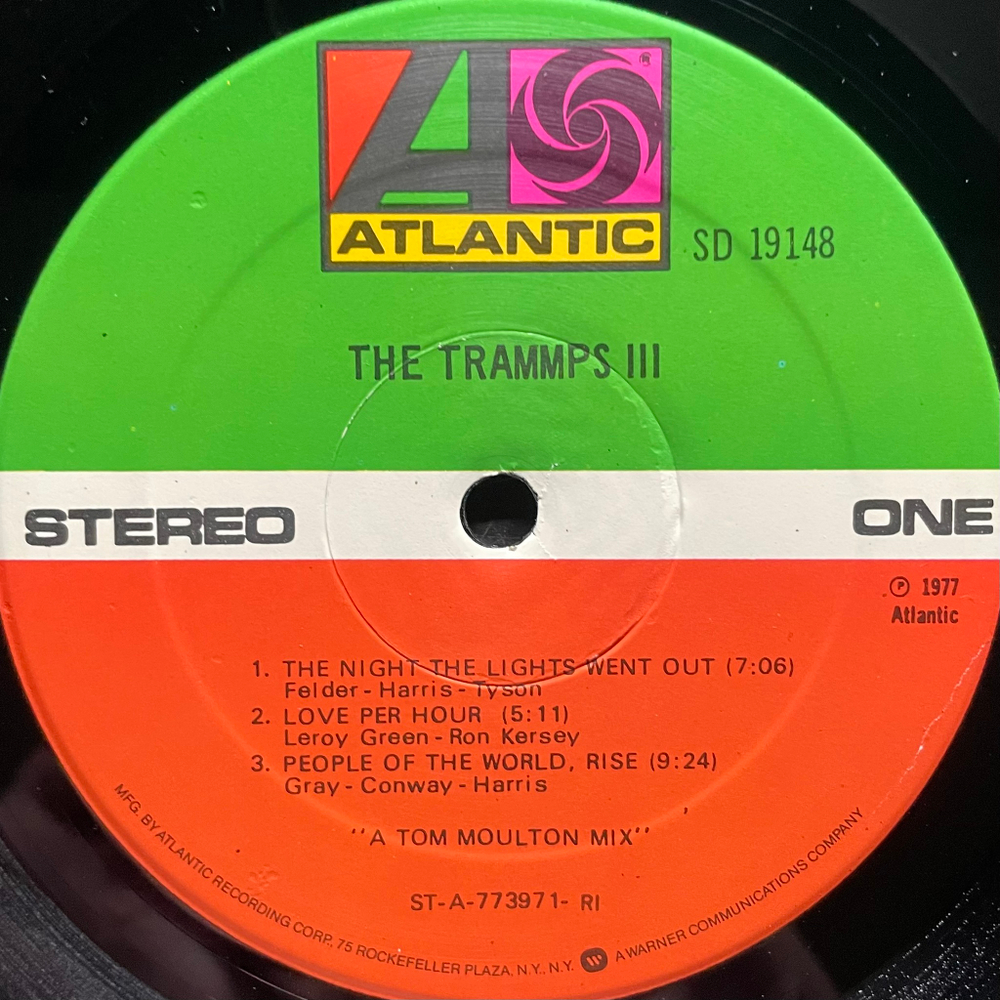 ®
ATLANTIC
SD 19148
THE TRAMMPS III
STEREO
ONE
Ⓟ 1977
Atlantic
1. THE NIGHT THE LIGHTS WENT OUT (7:06)
Felder - Harris - Tyson
2. LOVE PER HOUR (5:11)
Leroy Green - Ron Kersey
3. PEOPLE OF THE WORLD, RISE (9:24)
Gray - Conway - Harris
"A TOM MOULTON MIX"
ST-A-773971- RI
MFG. BY ATLANTIC RECORDING CORP., 75 ROCKEFELLER PLAZA, N.Y., N.Y. W A WARNER COMMUNICATIONS COMPANY